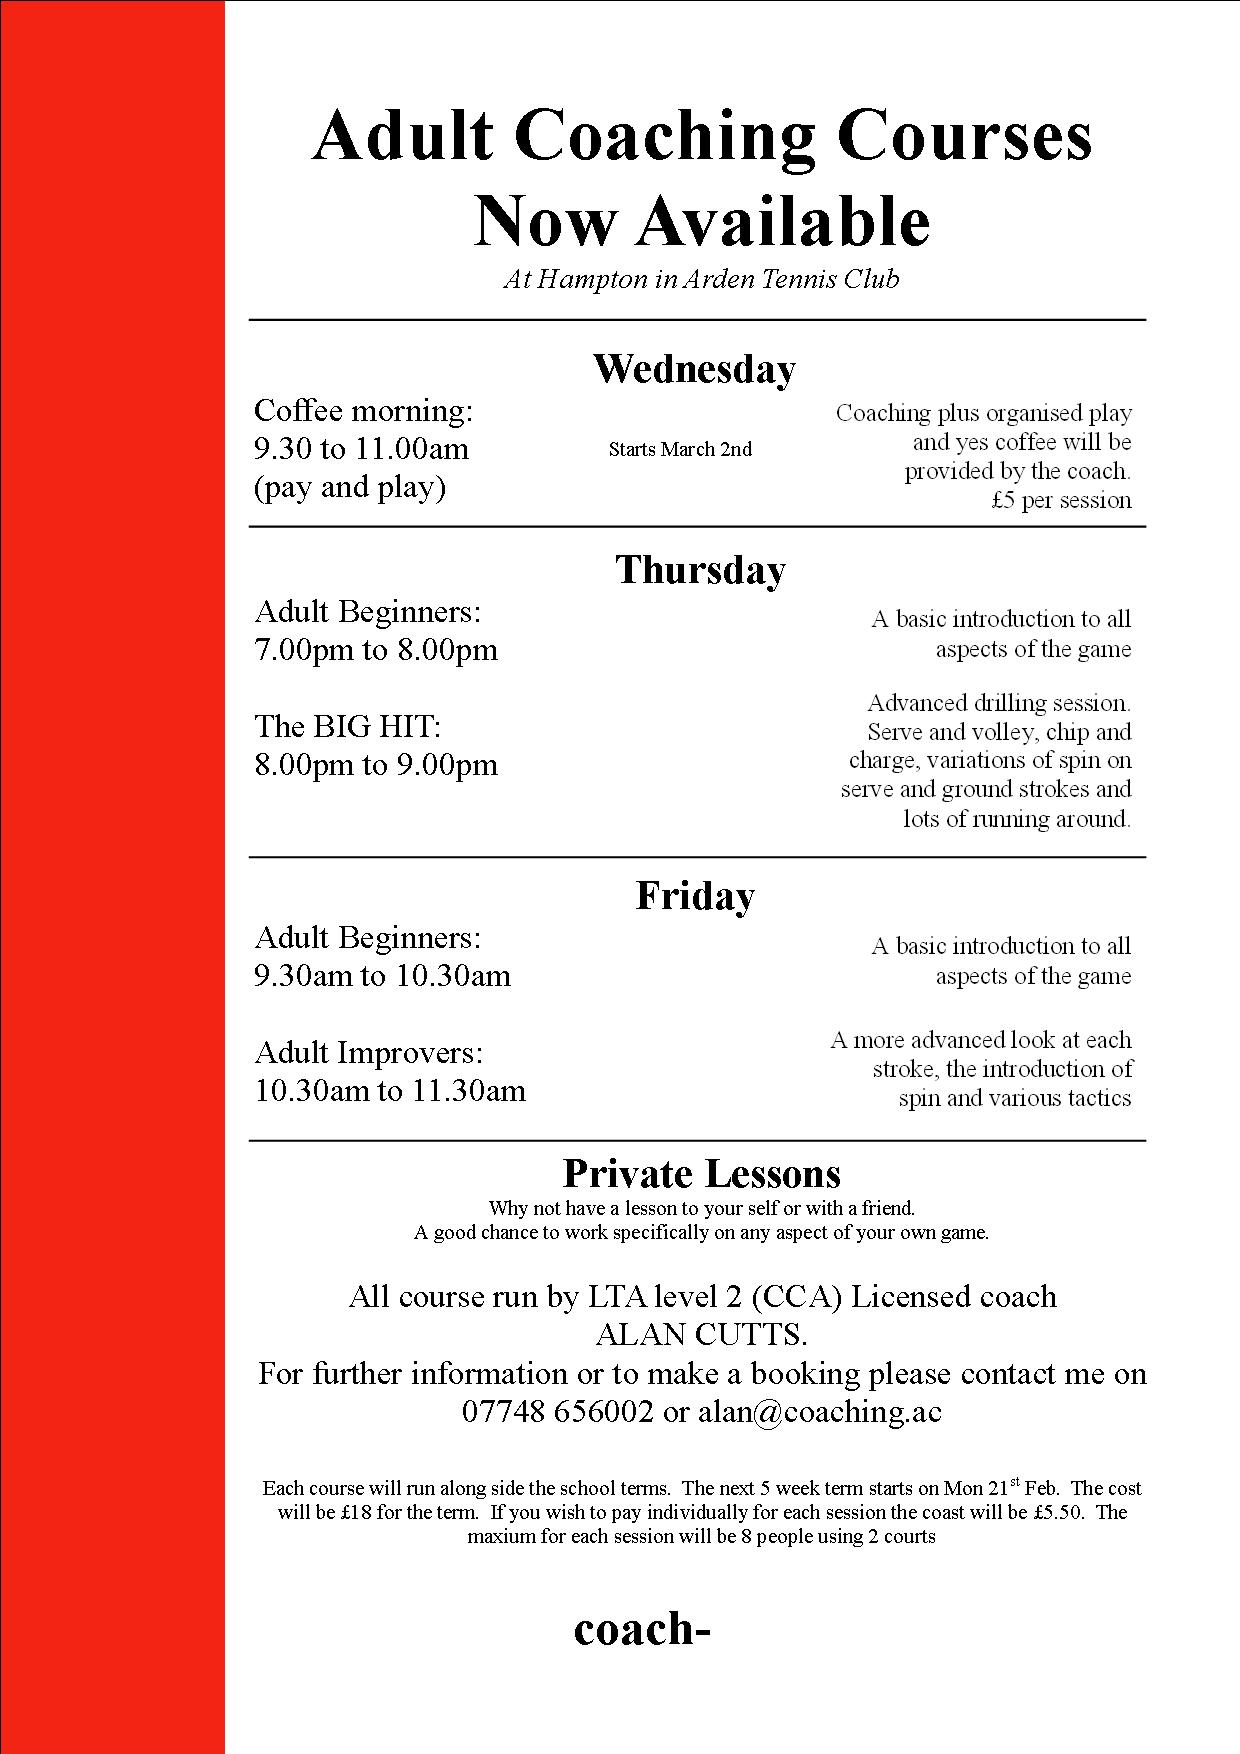 Adult Coaching Courses
Now Available
At Hampton in Arden Tennis Club
Wednesday
Coffee morning:
9.30 to 11.00am
(pay and play)
Starts March 2nd
Coaching plus organised play
and yes coffee will be
provided by the coach.
£5 per session
Thursday
Adult Beginners:
7.00pm to 8.00pm
A basic introduction to all
aspects of the game
The BIG HIT:
8.00pm to 9.00pm
Advanced drilling session.
Serve and volley, chip and
charge, variations of spin on
serve and ground strokes and
lots of running around.
Friday
Adult Beginners:
9.30am to 10.30am
A basic introduction to all
aspects of the game
Adult Improvers:
10.30am to 11.30am
A more advanced look at each
stroke, the introduction of
spin and various tactics
Private Lessons
Why not have a lesson to your self or with a friend.
A good chance to work specifically on any aspect of your own game.
All course run by LTA level 2 (CCA) Licensed coach
ALAN CUTTS.
For further information or to make a booking please contact me on
07748 656002 or alan@coaching.ac
Each course will run along side the school terms.  The next 5 week term starts on Mon 21st Feb.  The cost
will be £18 for the term.  If you wish to pay individually for each session the coast will be £5.50.  The
maxium for each session will be 8 people using 2 courts
coach-